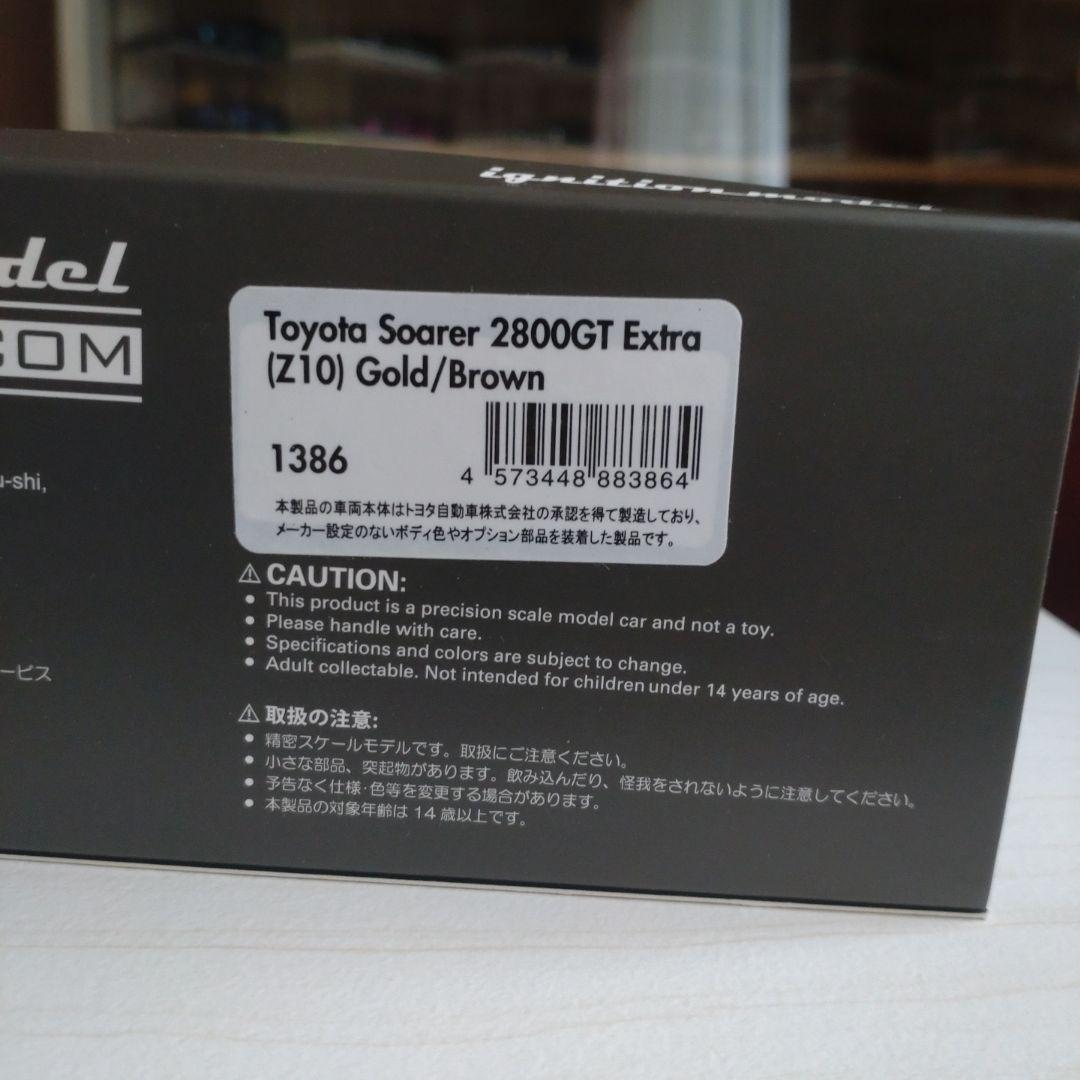 ignition model
del
COM
Toyota Soarer 2800GT Extra
(Z10) Gold/Brown
1386
4 573448 883864
本製品の車両本体はトヨタ自動車株式会社の承認を得て製造しており、
メーカー設定のないボディ色やオプション部品を装着した製品です。
u-shi,
ービス
⚠ CAUTION:
• This product is a precision scale model car and not a toy.
• Please handle with care.
• Specifications and colors are subject to change.
• Adult collectable. Not intended for children under 14 years of age.
⚠ 取扱の注意:
• 精密スケールモデルです。取扱にご注意ください。
• 小さな部品、突起物があります。飲み込んだり、怪我をされないように注意してください。
• 予告なく仕様・色等を変更する場合があります。
• 本製品の対象年齢は 14 歳以上です。